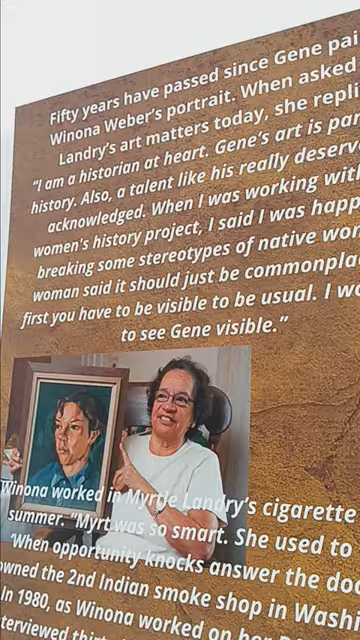 Fifty years have passed since Gene pai
Winona Weber's portrait. When asked
Landry's art matters today, she repli
"I am a historian at heart. Gene's art is par
history. Also, a talent like his really deserv
acknowledged. When I was working wit
women's history project, I said I was happ
breaking some stereotypes of native wom
woman said it should just be commonpla
first you have to be visible to be usual. I wo
to see Gene visible."
Winona worked in Myrtle Landry's cigarette
summer. "Myrt was so smart. She used to
'When opportunity knocks answer the doo
owned the 2nd Indian smoke shop in Washi
In 1980, as Winona worked on her
terviewed